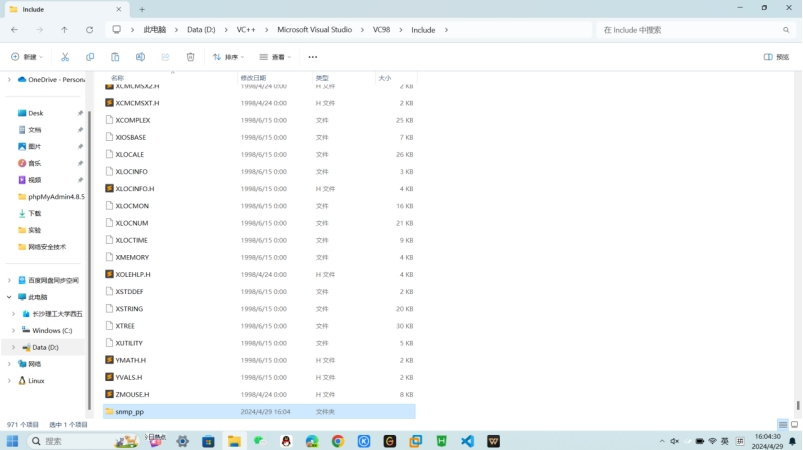 Include
此电脑 > Data (D:) > VC++ > Microsoft Visual Studio > VC98 > Include >
在 Include 中搜索
新建
排序
查看
预览
OneDrive - Persona
Desk
文档
图片
音乐
视频
phpMyAdmin4.8.5
下载
实验
网络安全技术
百度网盘同步空间
此电脑
长沙理工大学西五
Windows (C:)
Data (D:)
网络
Linux
名称 修改日期 类型 大小
XCMCMSX2.H 1998/4/24 0:00 H 文件 2 KB
XCMCMSXT.H 1998/4/24 0:00 H 文件 2 KB
XCOMPLEX 1998/6/15 0:00 文件 25 KB
XIOSBASE 1998/6/15 0:00 文件 7 KB
XLOCALE 1998/6/15 0:00 文件 26 KB
XLOCINFO 1998/6/15 0:00 文件 3 KB
XLOCINFO.H 1998/6/15 0:00 H 文件 4 KB
XLOCMON 1998/6/15 0:00 文件 16 KB
XLOCNUM 1998/6/15 0:00 文件 21 KB
XLOCTIME 1998/6/15 0:00 文件 9 KB
XMEMORY 1998/6/15 0:00 文件 4 KB
XOLEHLP.H 1998/4/24 0:00 H 文件 4 KB
XSTDDEF 1998/6/15 0:00 文件 2 KB
XSTRING 1998/6/15 0:00 文件 20 KB
XTREE 1998/6/15 0:00 文件 30 KB
XUTILITY 1998/6/15 0:00 文件 5 KB
YMATH.H 1998/6/15 0:00 H 文件 2 KB
YVALS.H 1998/6/15 0:00 H 文件 2 KB
ZMOUSE.H 1998/4/24 0:00 H 文件 8 KB
snmp_pp 2024/4/29 16:04 文件夹
971 个项目 选中 1 个项目
搜索
英
拼
16:04:30
2024/4/29